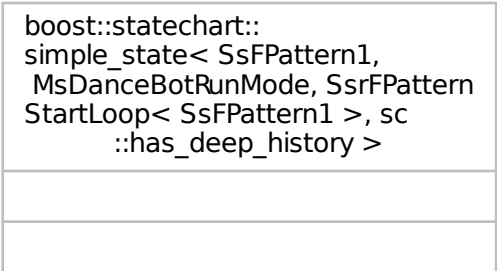 boost::statechart::
simple_state< SsFPattern1,
MsDanceBotRunMode, SsrFPattern
StartLoop< SsFPattern1 >, sc
::has_deep_history >